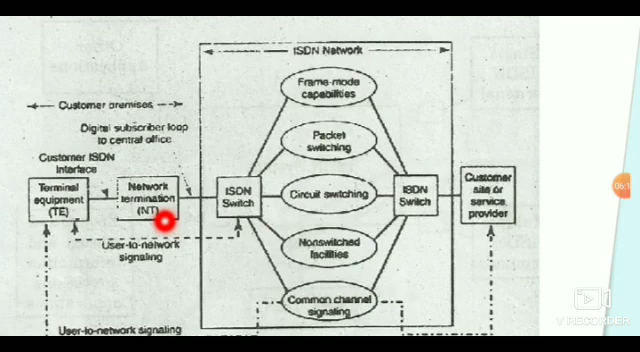 ISDN Network
Frame-mode
capabilities
Customer premises
Digital subscriber loop
to central office
Packet
switching
Customer ISDN
interface
Terminal
equipment (TE)
Network
termination
(NT)
ISDN
Switch
Circuit switching
ISDN
Switch
Customer
site or
service
provider
User-to-network
signaling
Nonswitched
facilities
Common channel
signaling
User-to-network signaling
06:1
V RECORDER